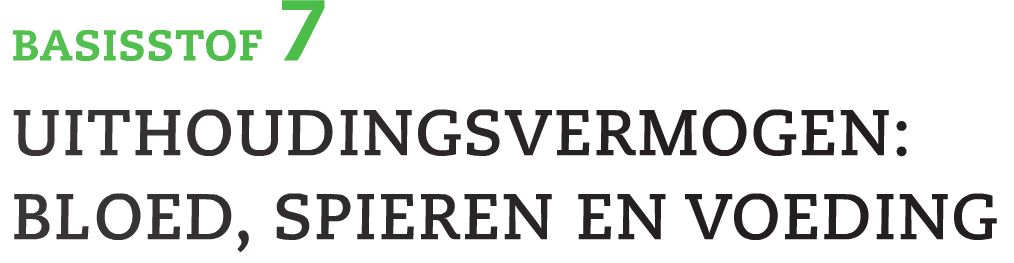 BASISSTOF 7
UITHOUDINGSVERMOGEN:
BLOED, SPIEREN EN VOEDING